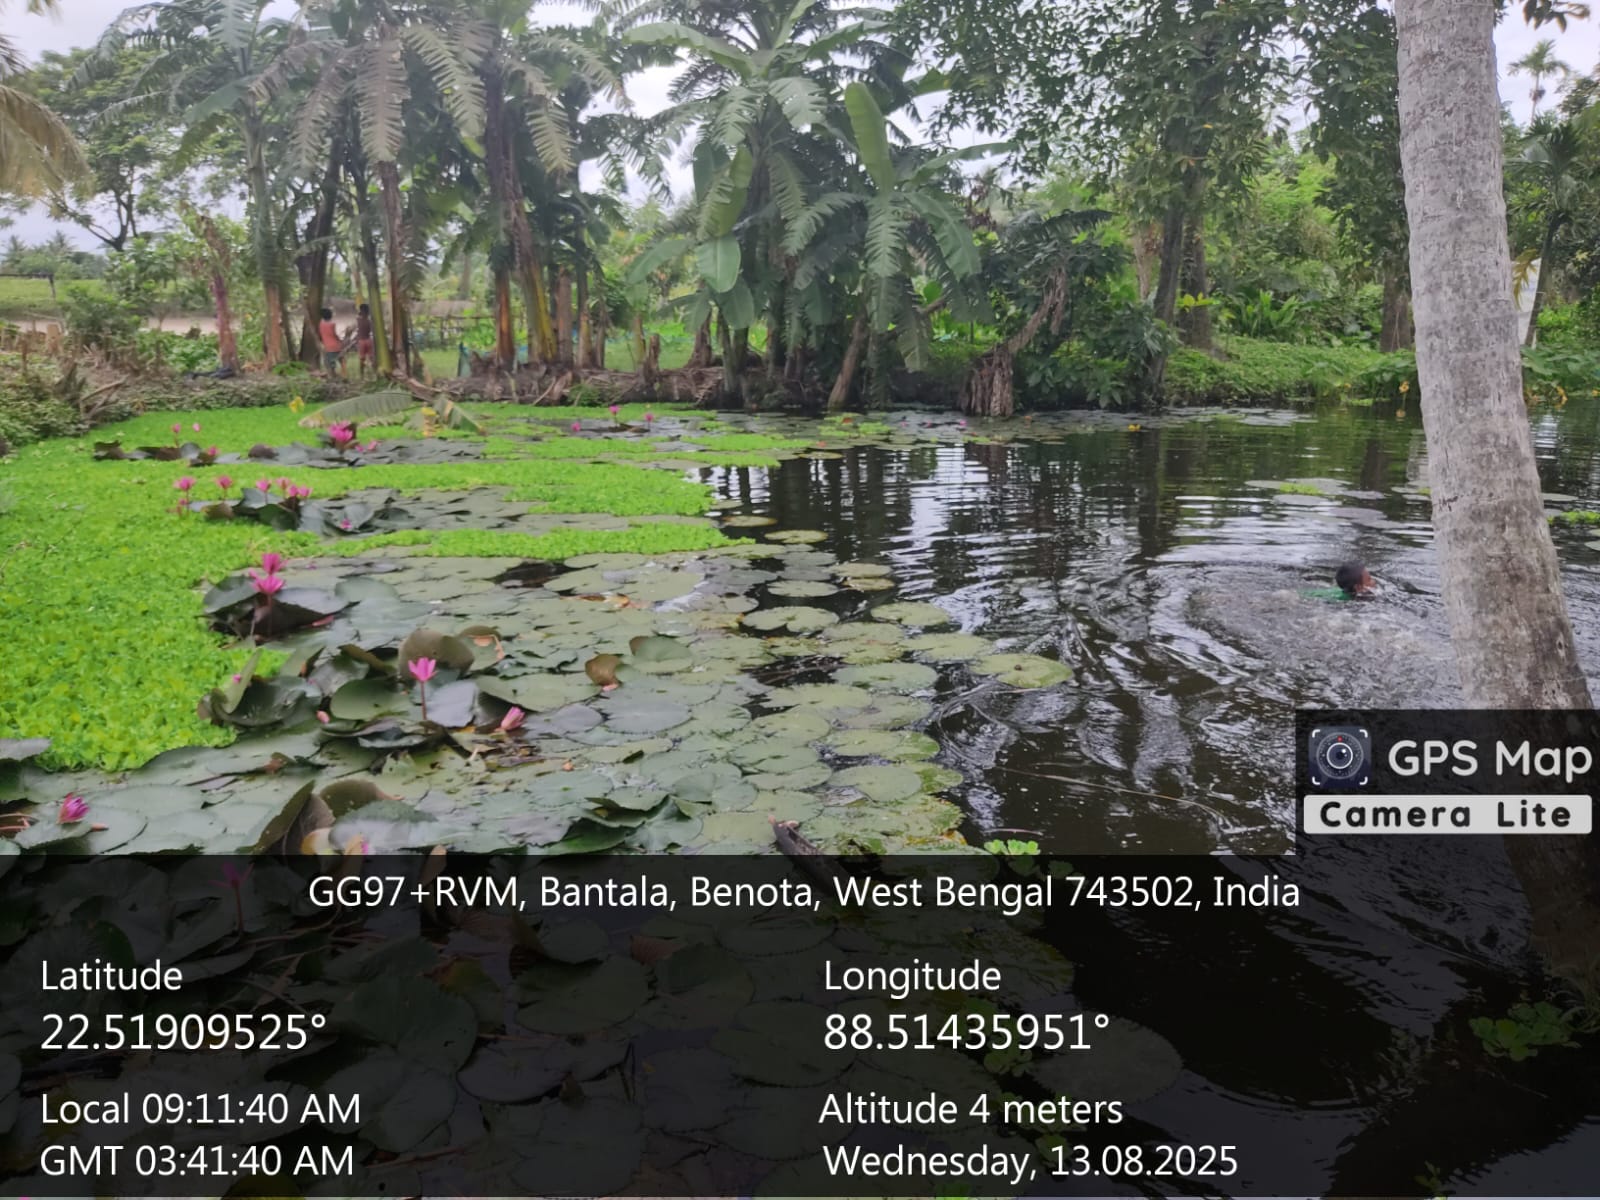 GPS Map
Camera Lite
GG97+RVM, Bantala, Benota, West Bengal 743502, India
Latitude
22.51909525°
Longitude
88.51435951°
Local 09:11:40 AM
GMT 03:41:40 AM
Altitude 4 meters
Wednesday, 13.08.2025